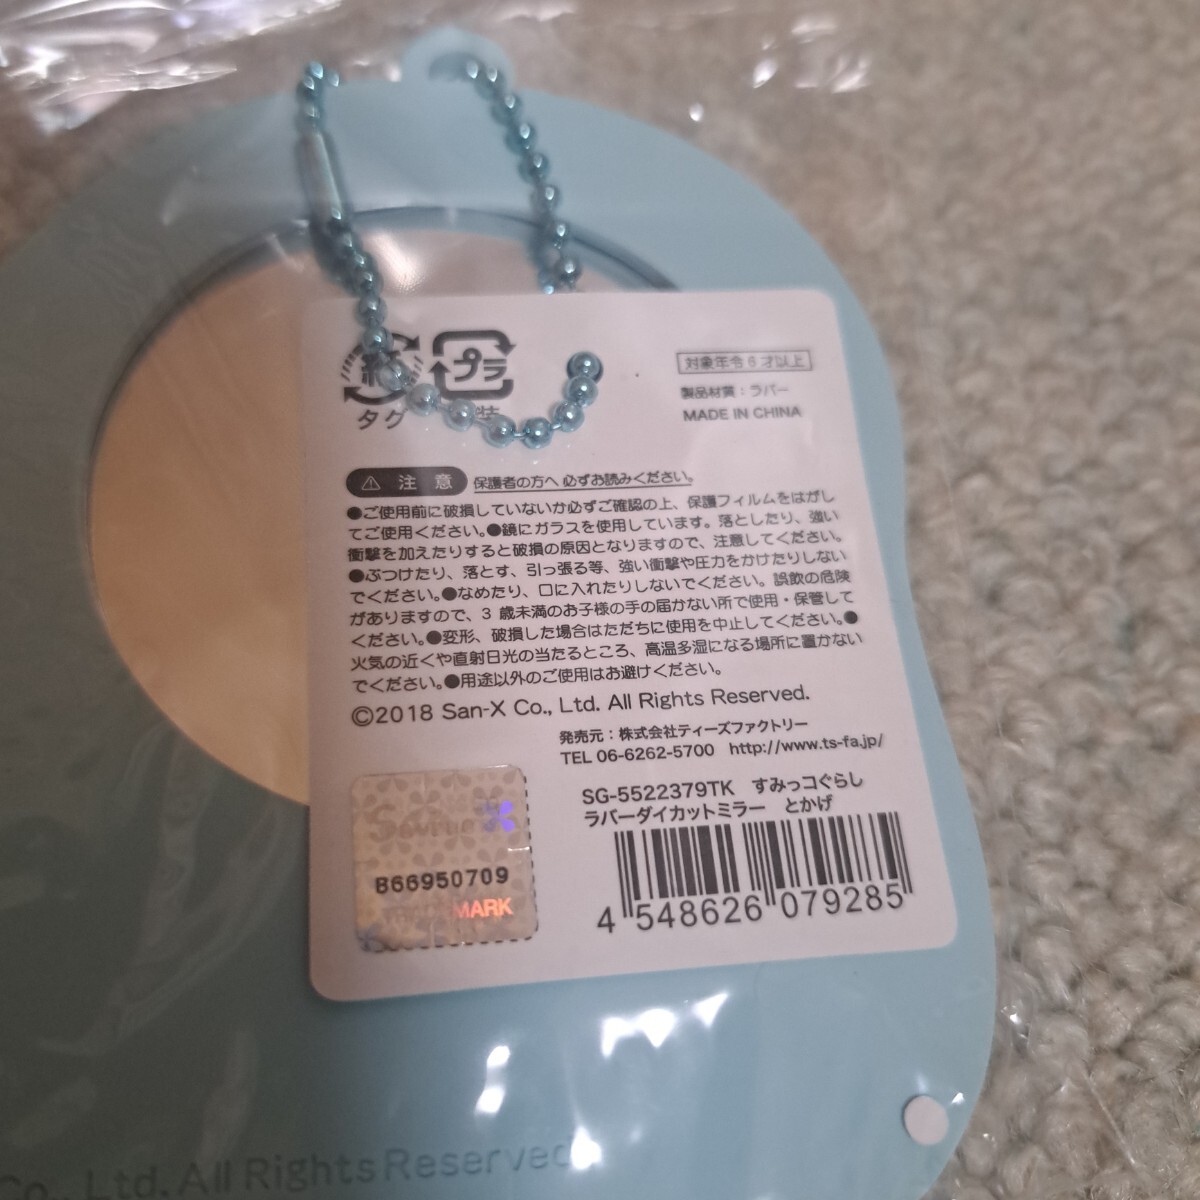 プラ
タグ
装
対象年令6才以上
製品材質：ラバー
MADE IN CHINA
⚠ 注 意 保護者の方へ 必ずお読みください。
●ご使用前に破損していないか必ずご確認の上、保護フィルムをはがし
てご使用ください。●鏡にガラスを使用しています。落としたり、強い
衝撃を加えたりすると破損の原因となりますので、注意してください。
●ぶつけたり、落とす、引っ張る等、強い衝撃や圧力をかけたりしない
でください。●なめたり、口に入れたりしないでください。誤飲の危険
がありますので、3 歳未満のお子様の手の届かない所で使用・保管して
ください。●変形、破損した場合はただちに使用を中止してください。●
火気の近くや直射日光の当たるところ、高温多湿になる場所に置かない
でください。●用途以外のご使用はお避けください。
©2018 San-X Co., Ltd. All Rights Reserved.
発売元：株式会社ティーズファクトリー
TEL 06-6262-5700 http://www.ts-fa.jp/
SG-5522379TK すみっコぐらし
ラバーダイカットミラー とかげ
B66950709
MARK
4 548626 079285
Co., Ltd. All Rights Reserved